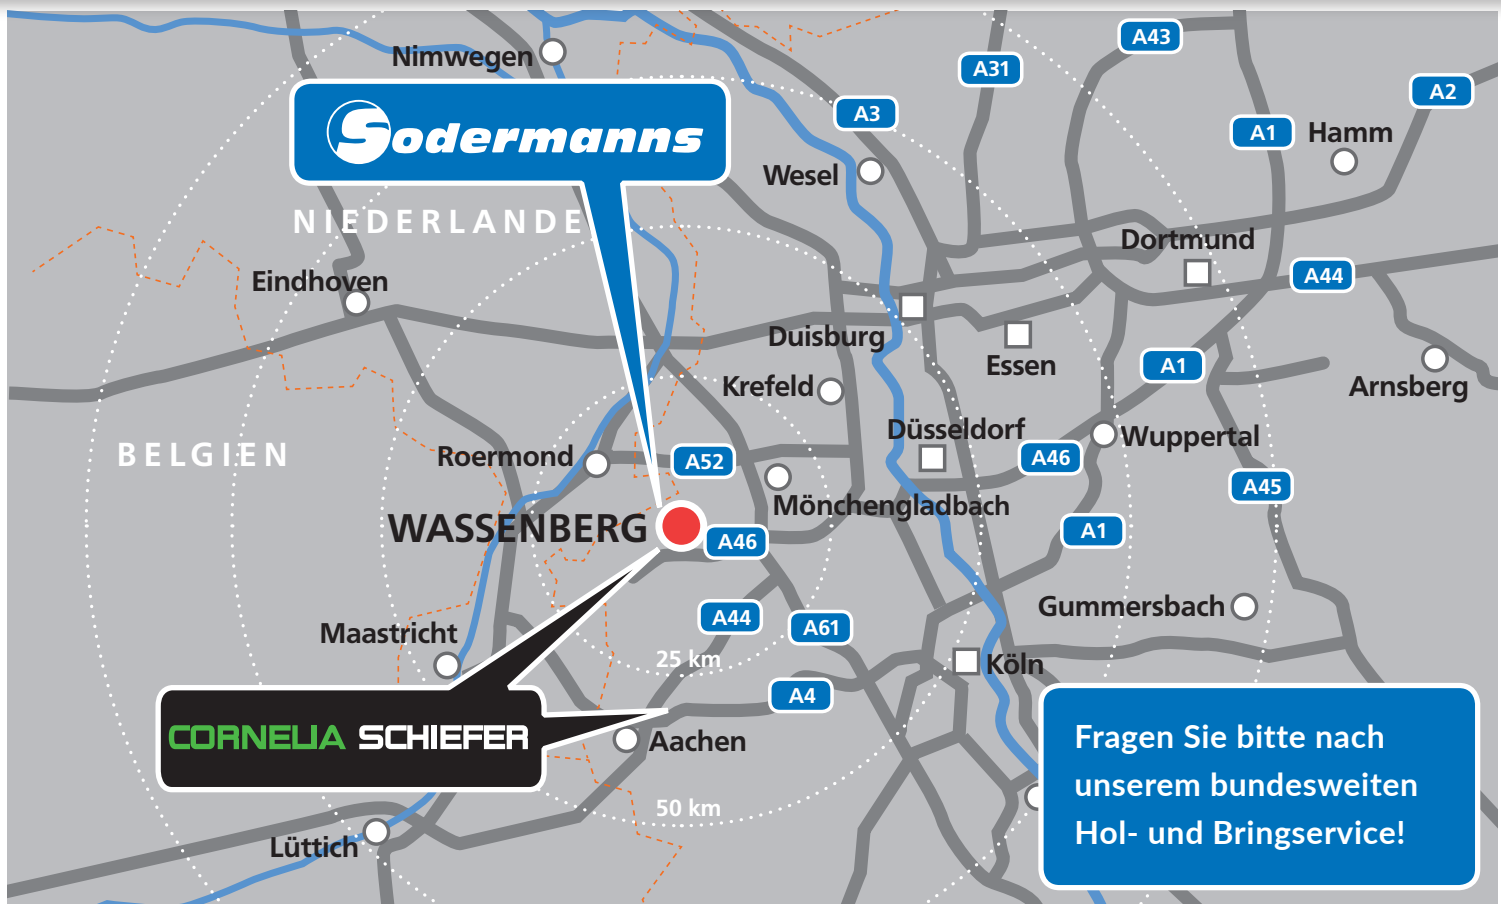 A43
Nimwegen
A31
A2
Sodermanns
A3
A1
Hamm
Wesel
NIEDERLANDE
Dortmund
Eindhoven
A44
Duisburg
Essen
A1
Krefeld
Arnsberg
Düsseldorf
Wuppertal
BELGIEN
Roermond
A52
A46
A45
Mönchengladbach
WASSENBERG
A46
A1
Gummersbach
A44
A61
Maastricht
25 km
Köln
A4
CORNELIA SCHIEFER
Aachen
Fragen Sie bitte nach
unserem bundesweiten
Hol- und Bringservice!
50 km
Lüttich